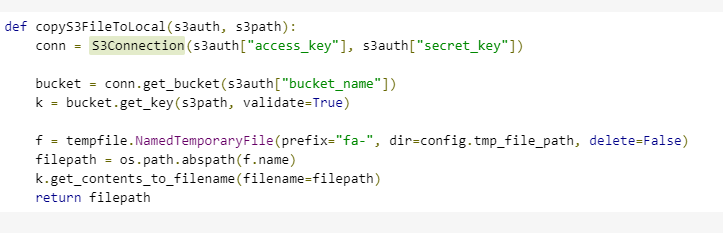 def copyS3FileToLocal(s3auth, s3path):
    conn = S3Connection(s3auth["access_key"], s3auth["secret_key"])

    bucket = conn.get_bucket(s3auth["bucket_name"])
    k = bucket.get_key(s3path, validate=True)

    f = tempfile.NamedTemporaryFile(prefix="fa-", dir=config.tmp_file_path, delete=False)
    filepath = os.path.abspath(f.name)
    k.get_contents_to_filename(filename=filepath)
    return filepath